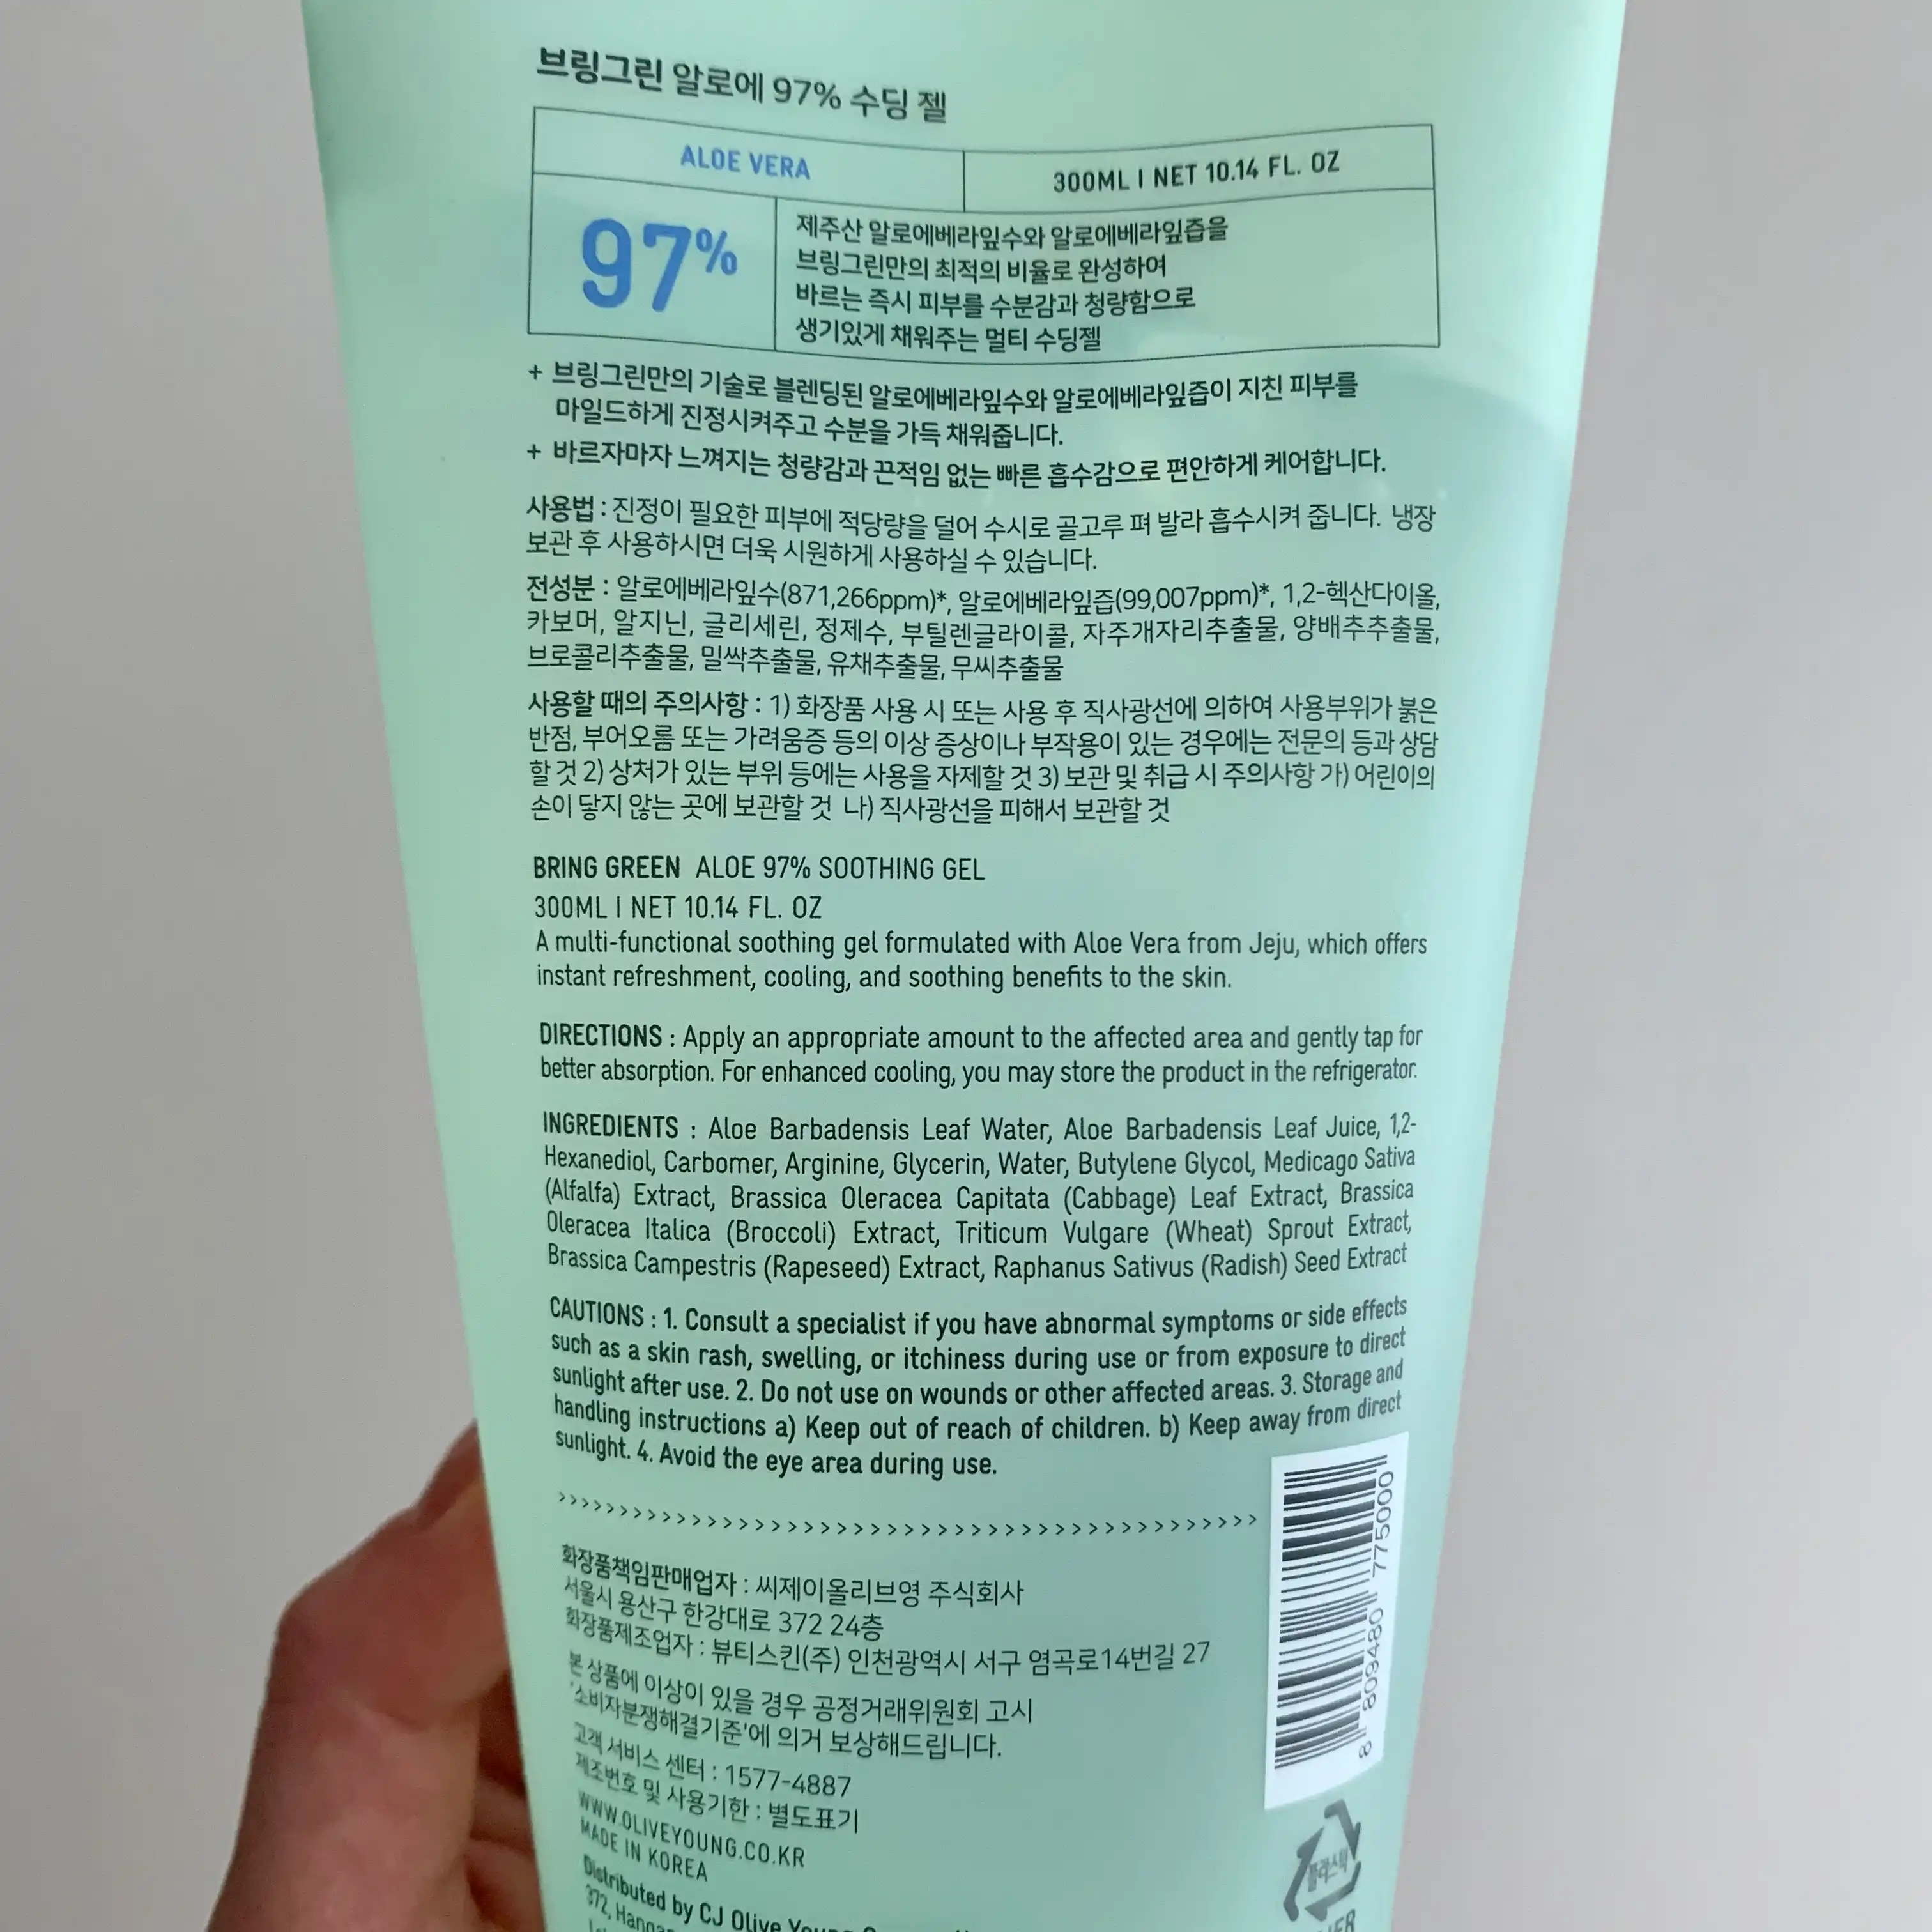 브링그린 알로에 97% 수딩 젤
ALOE VERA
300ML I NET 10.14 FL. OZ
97%
제주산 알로에베라잎수와 알로에베라잎즙을
브링그린만의 최적의 비율로 완성하여
바르는 즉시 피부를 수분감과 청량함으로
생기있게 채워주는 멀티 수딩젤
+ 브링그린만의 기술로 블렌딩된 알로에베라잎수와 알로에베라잎즙이 지친 피부를
마일드하게 진정시켜주고 수분을 가득 채워줍니다.
+ 바르자마자 느껴지는 청량감과 끈적임 없는 빠른 흡수감으로 편안하게 케어합니다.
사용법 : 진정이 필요한 피부에 적당량을 덜어 수시로 골고루 펴 발라 흡수시켜 줍니다. 냉장
보관 후 사용하시면 더욱 시원하게 사용하실 수 있습니다.
전성분 : 알로에베라잎수(871,266ppm)*, 알로에베라잎즙(99,007ppm)*, 1,2-헥산다이올,
카보머, 알지닌, 글리세린, 정제수, 부틸렌글라이콜, 자주개자리추출물, 양배추추출물,
브로콜리추출물, 밀싹추출물, 유채추출물, 무씨추출물
사용할 때의 주의사항 : 1) 화장품 사용 시 또는 사용 후 직사광선에 의하여 사용부위가 붉은
반점, 부어오름 또는 가려움증 등의 이상 증상이나 부작용이 있는 경우에는 전문의 등과 상담
할 것 2) 상처가 있는 부위 등에는 사용을 자제할 것 3) 보관 및 취급 시 주의사항 가) 어린이의
손이 닿지 않는 곳에 보관할 것 나) 직사광선을 피해서 보관할 것
BRING GREEN ALOE 97% SOOTHING GEL
300ML I NET 10.14 FL. OZ
A multi-functional soothing gel formulated with Aloe Vera from Jeju, which offers
instant refreshment, cooling, and soothing benefits to the skin.
DIRECTIONS : Apply an appropriate amount to the affected area and gently tap for
better absorption. For enhanced cooling, you may store the product in the refrigerator.
INGREDIENTS : Aloe Barbadensis Leaf Water, Aloe Barbadensis Leaf Juice, 1,2-
Hexanediol, Carbomer, Arginine, Glycerin, Water, Butylene Glycol, Medicago Sativa
(Alfalfa) Extract, Brassica Oleracea Capitata (Cabbage) Leaf Extract, Brassica
Oleracea Italica (Broccoli) Extract, Triticum Vulgare (Wheat) Sprout Extract,
Brassica Campestris (Rapeseed) Extract, Raphanus Sativus (Radish) Seed Extract
CAUTIONS : 1. Consult a specialist if you have abnormal symptoms or side effects
such as a skin rash, swelling, or itchiness during use or from exposure to direct
sunlight after use. 2. Do not use on wounds or other affected areas. 3. Storage and
handling instructions a) Keep out of reach of children. b) Keep away from direct
sunlight. 4. Avoid the eye area during use.
>>>>>>>>>>>>>>>>>>>>>>>>>>>>>>>>>>>>>>>>>>>>>>>>>>
화장품책임판매업자 : 씨제이올리브영 주식회사
서울시 용산구 한강대로 372 24층
화장품제조업자 : 뷰티스킨(주) 인천광역시 서구 염곡로14번길 27
본 상품에 이상이 있을 경우 공정거래위원회 고시
'소비자분쟁해결기준'에 의거 보상해드립니다.
고객 서비스 센터 : 1577-4887
제조번호 및 사용기한 : 별도표기
WWW.OLIVEYOUNG.CO.KR
MADE IN KOREA
Distributed by CJ Olive Young
372,
8 809480 775000
플라스틱